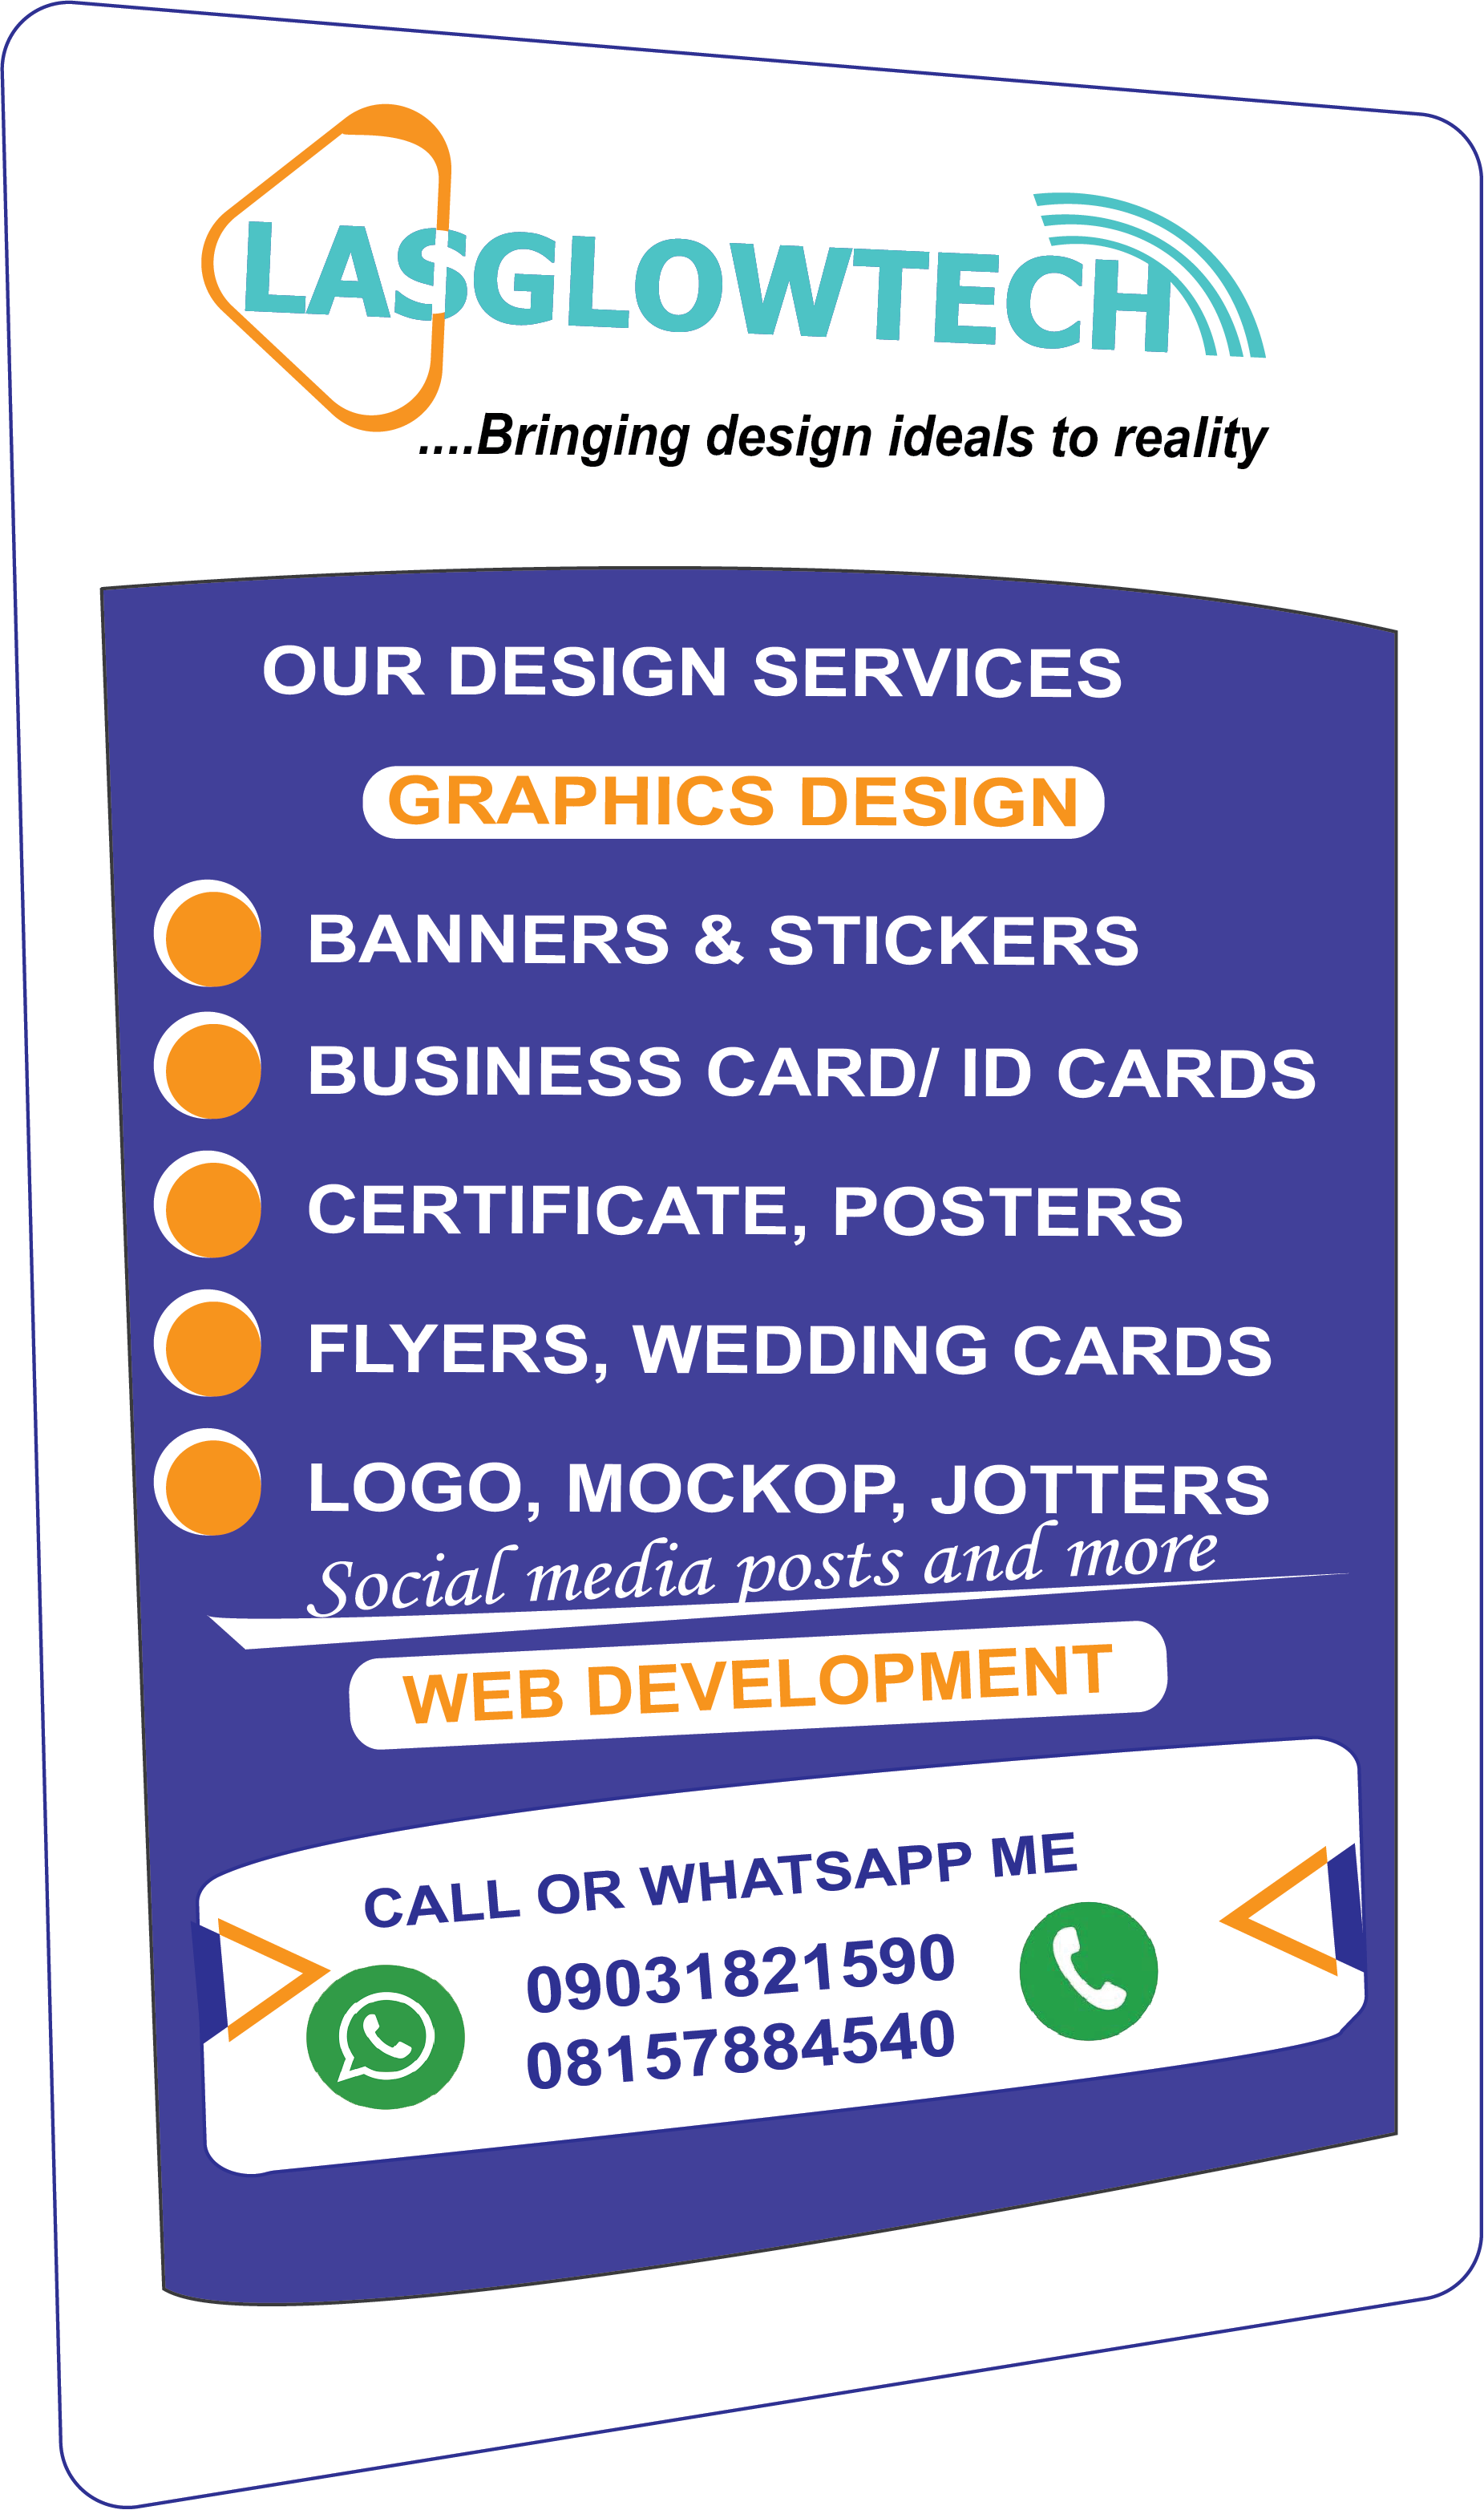 LASGLOWTECH
....Bringing design ideals to reality
OUR DESIGN SERVICES
GRAPHICS DESIGN
BANNERS & STICKERS
BUSINESS CARD/ ID CARDS
CERTIFICATE, POSTERS
FLYERS, WEDDING CARDS
LOGO, MOCKOP, JOTTERS
Social media posts and more
WEB DEVELOPMENT
CALL OR WHATSAPP ME
09031821590
08157884540